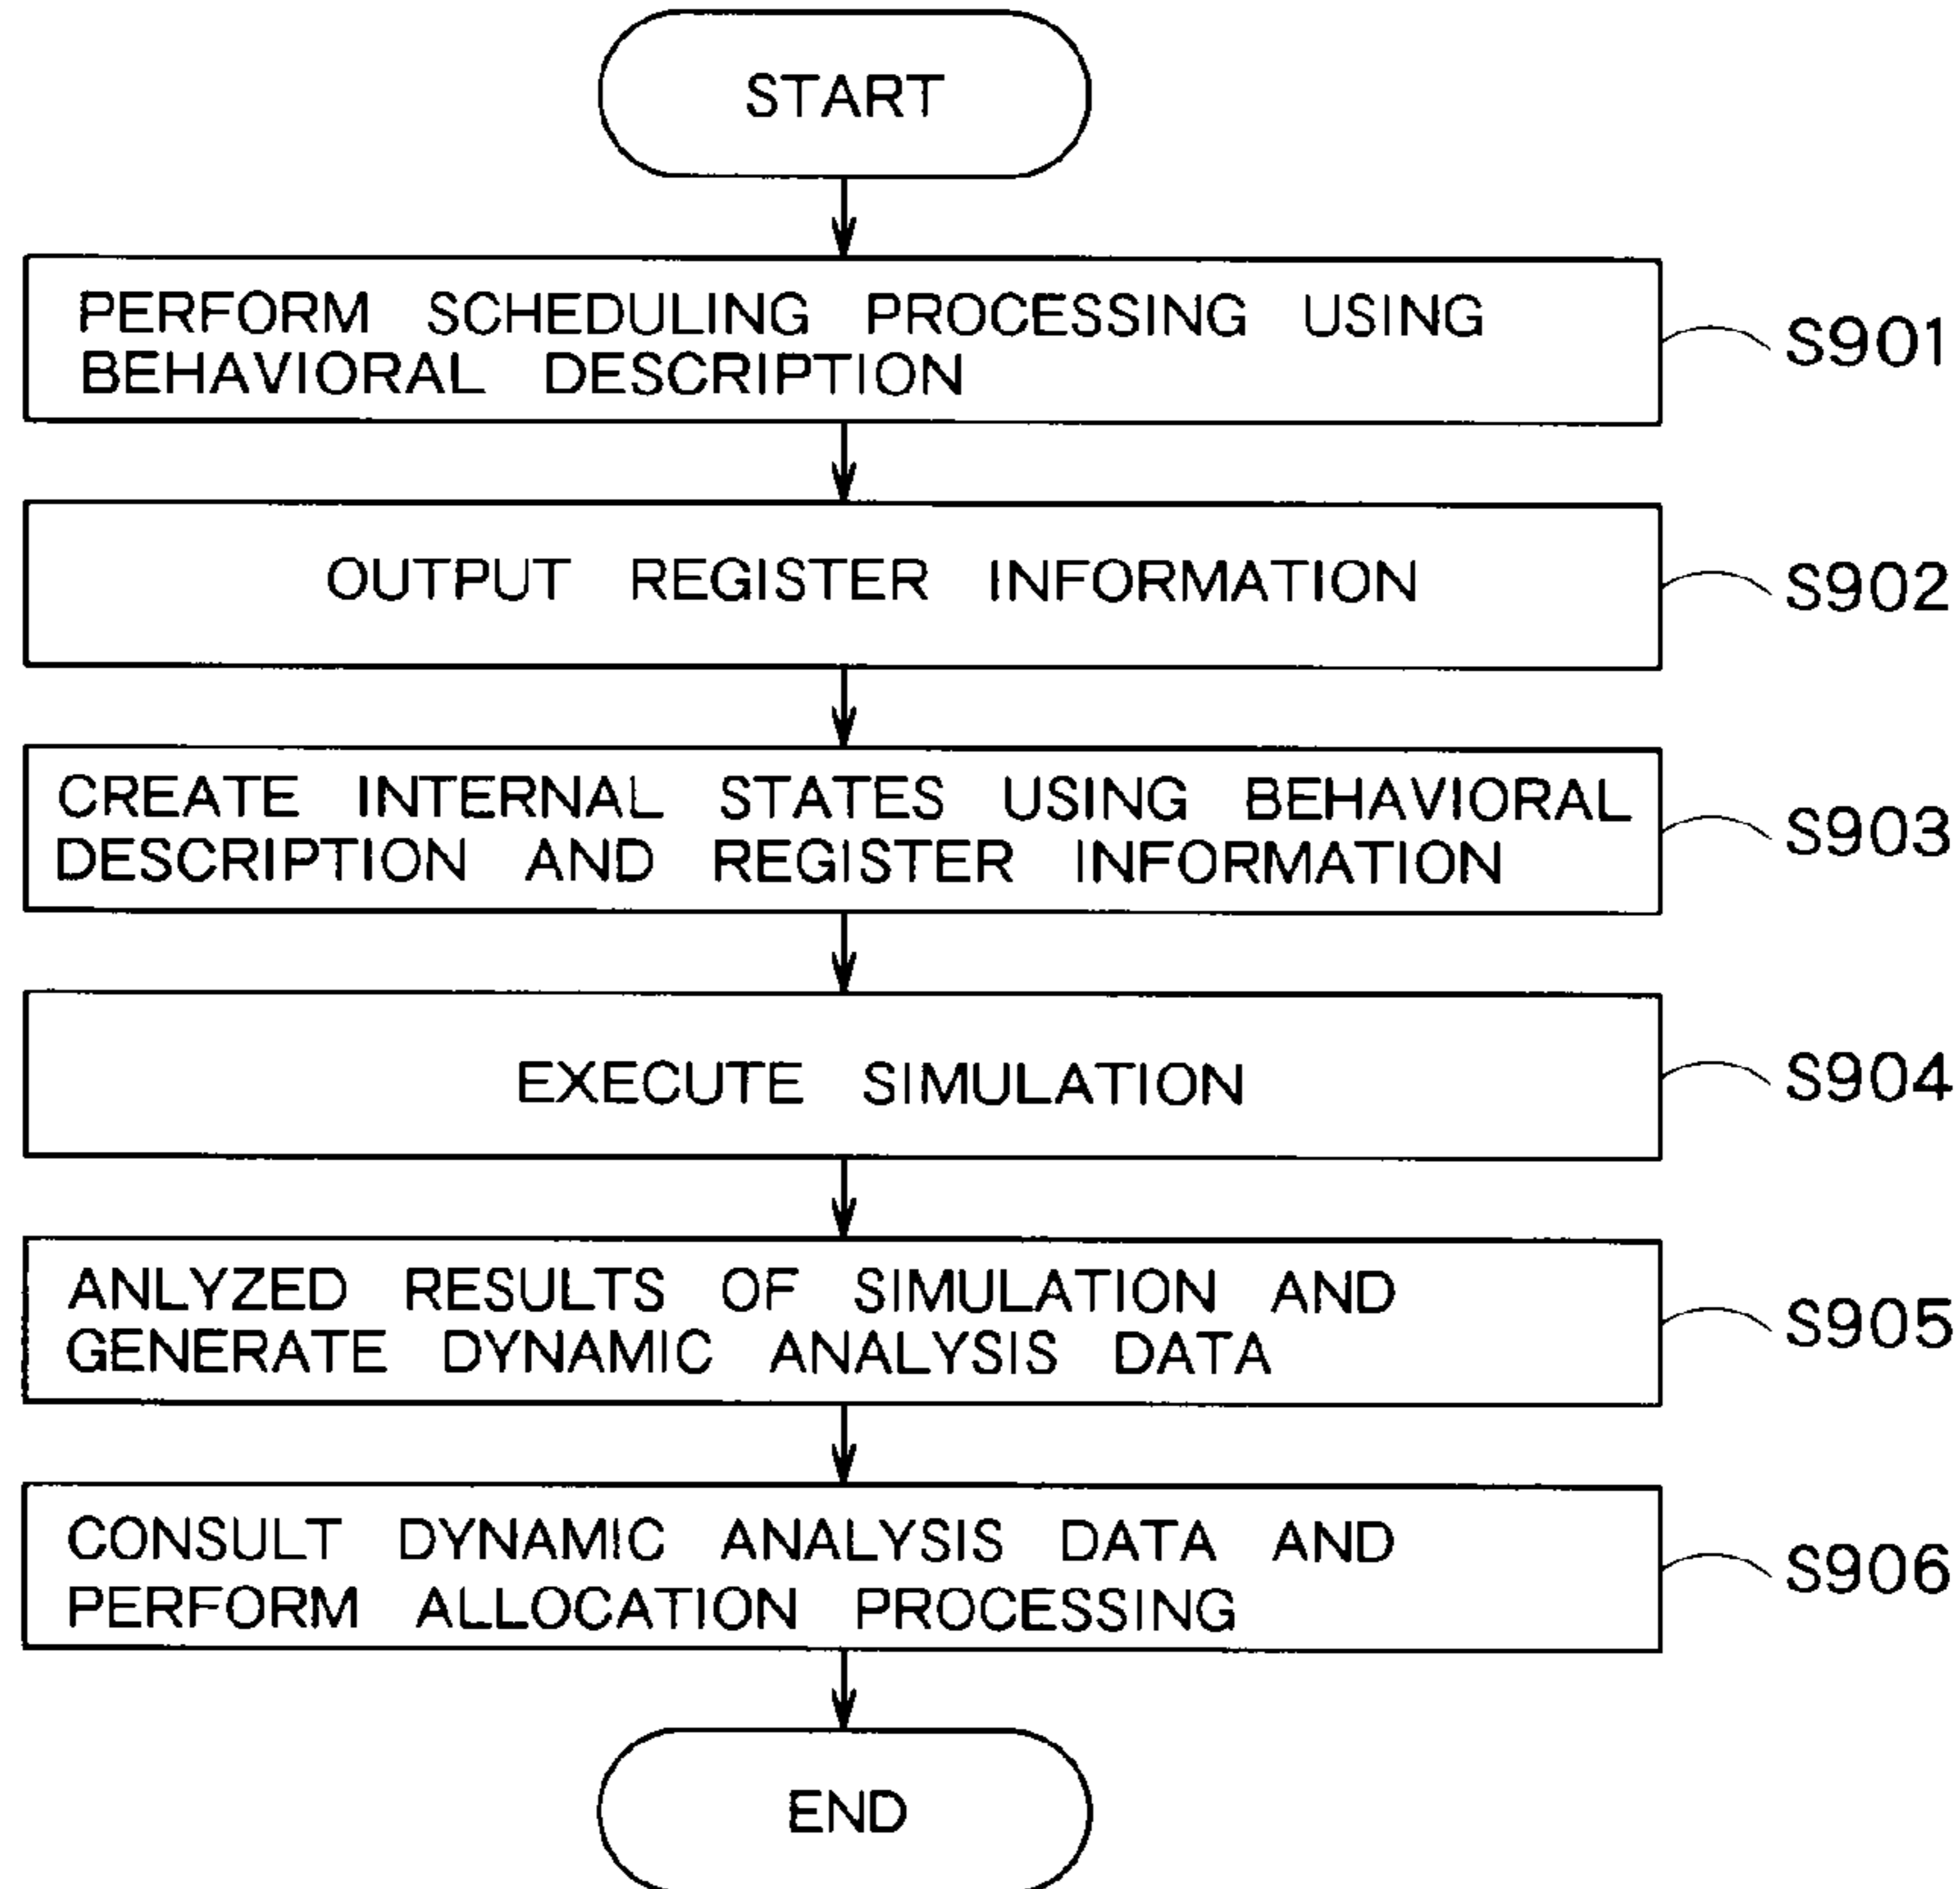 START
PERFORM SCHEDULING PROCESSING USING
BEHAVIORAL DESCRIPTION
S901
OUTPUT REGISTER INFORMATION
S902
CREATE INTERNAL STATES USING BEHAVIORAL
DESCRIPTION AND REGISTER INFORMATION
S903
EXECUTE SIMULATION
S904
ANLYZED RESULTS OF SIMULATION AND
GENERATE DYNAMIC ANALYSIS DATA
S905
CONSULT DYNAMIC ANALYSIS DATA AND
PERFORM ALLOCATION PROCESSING
S906
END